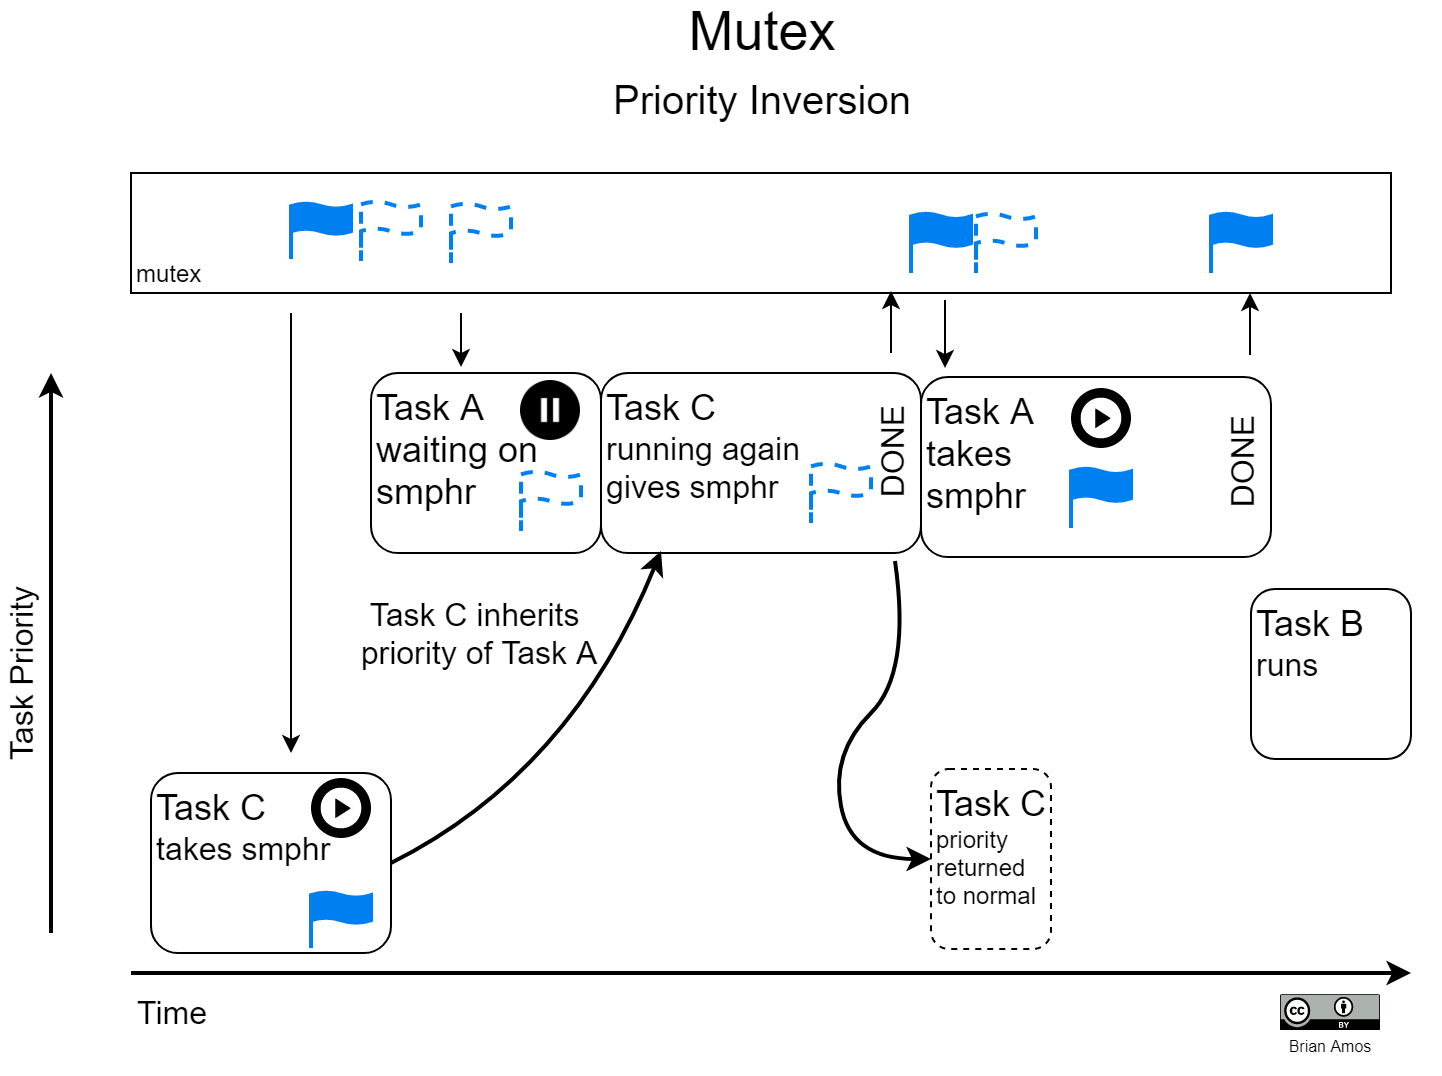 Mutex
Priority Inversion
mutex
Task A
waiting on
smphr
Task C
running again
gives smphr
DONE
Task A
takes
smphr
DONE
Task Priority
Task C inherits
priority of Task A
Task B
runs
Task C
takes smphr
Task C
priority
returned
to normal
Time
cc
BY
Brian Amos